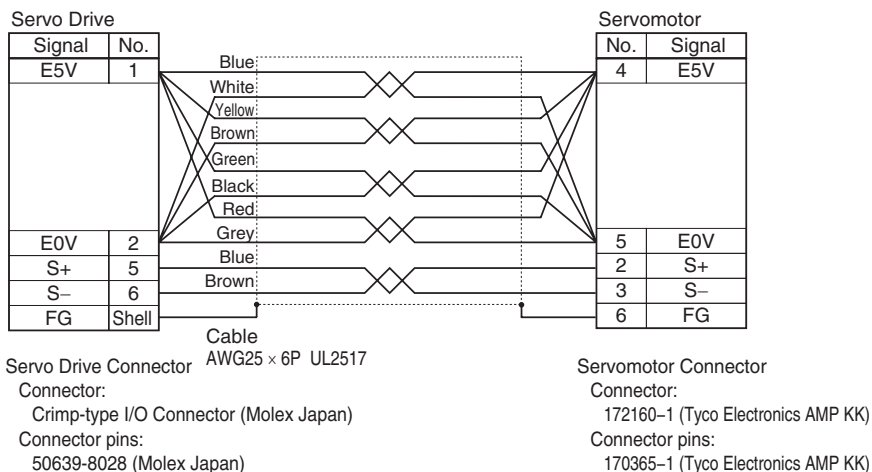 Servo Drive
Servomotor
Signal No.
No. Signal
E5V 1
Blue
4 E5V
White
Yellow
Brown
Green
Black
Red
E0V 2
Grey
5 E0V
S+ 5
Blue
2 S+
S− 6
Brown
3 S−
FG Shell
6 FG
Cable
AWG25 × 6P UL2517
Servo Drive Connector
Connector:
Crimp-type I/O Connector (Molex Japan)
Connector pins:
50639-8028 (Molex Japan)
Servomotor Connector
Connector:
172160−1 (Tyco Electronics AMP KK)
Connector pins:
170365−1 (Tyco Electronics AMP KK)